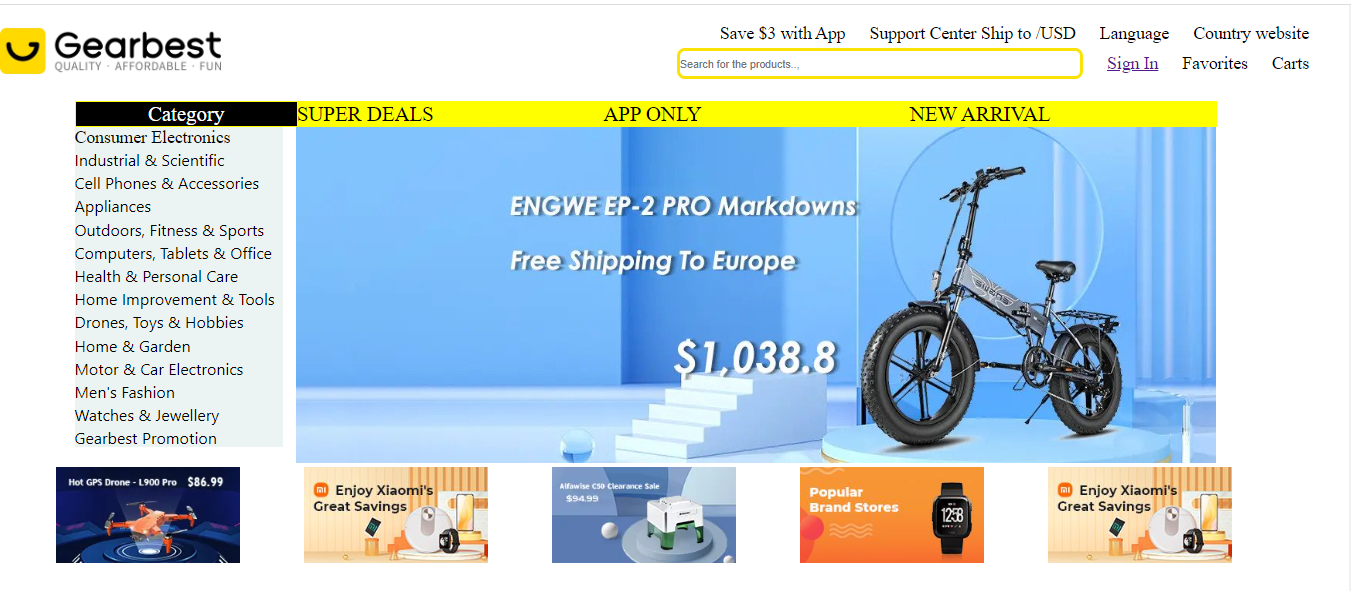 Gearbest
QUALITY · AFFORDABLE · FUN
Save $3 with App Support Center Ship to /USD Language Country website
Search for the products..,
Sign In Favorites Carts
Category SUPER DEALS APP ONLY NEW ARRIVAL
Consumer Electronics
Industrial & Scientific
Cell Phones & Accessories
Appliances
Outdoors, Fitness & Sports
Computers, Tablets & Office
Health & Personal Care
Home Improvement & Tools
Drones, Toys & Hobbies
Home & Garden
Motor & Car Electronics
Men's Fashion
Watches & Jewellery
Gearbest Promotion
ENGWE EP-2 PRO Markdowns
Free Shipping To Europe
$1,038.8
ENGWE
Hot GPS Drone - L900 Pro $86.99
mi Enjoy Xiaomi's
Great Savings
Alfawise C50 Clearance Sale
$94.99
Popular
Brand Stores
12:58
mi Enjoy Xiaomi's
Great Savings